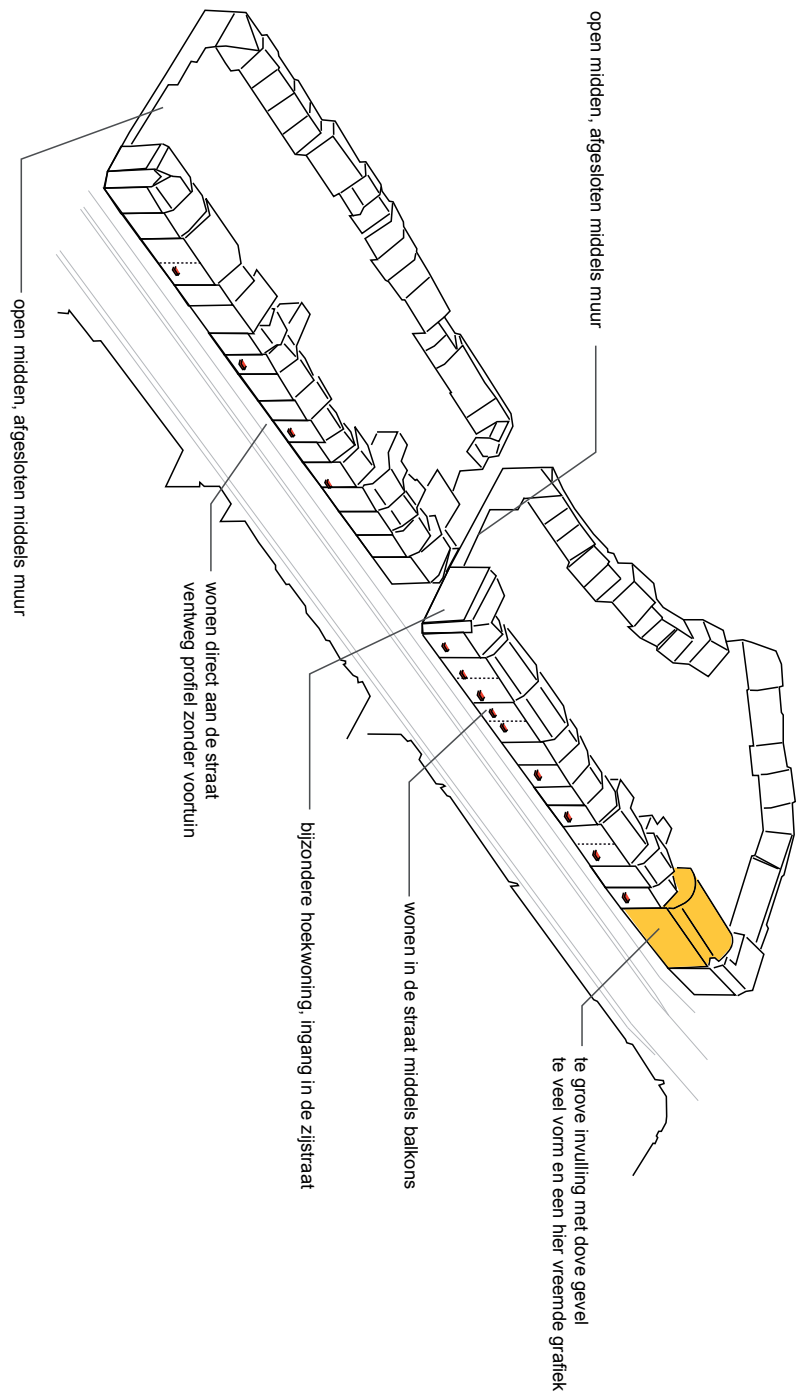 open midden, afgesloten middels muur
te grove invulling met dove gevel
te veel vorm en een hier vreemde grafiek
wonen in de straat middels balkons
bijzondere hoekwoning, ingang in de zijstraat
wonen direct aan de straat
ventweg profiel zonder voortuin
open midden, afgesloten middels muur